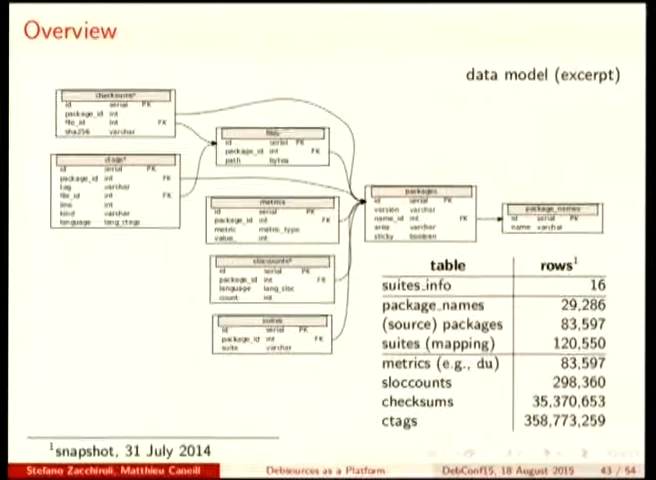 Overview
data model (excerpt)
checksums*
id serial PK
package_id int
file_id int FK
sha256 varchar
files
id serial PK
package_id int FK
path bytea
ctags*
id serial PK
package_id int FK
tag varchar
file_id int FK
line int
kind varchar
language lang_ctags
metrics
id serial PK
package_id int FK
metric metric_type
value int
packages
id serial PK
version varchar
name_id int FK
area varchar
sticky boolean
package_names
id serial PK
name varchar
sloccounts*
id serial PK
package_id int FK
language lang_sloc
count int
suites
id serial PK
package_id int FK
suite varchar
table rows¹
suites_info 16
package_names 29,286
(source) packages 83,597
suites (mapping) 120,550
metrics (e.g., du) 83,597
sloccounts 298,360
checksums 35,370,653
ctags 358,773,259
¹snapshot, 31 July 2014
Stefano Zacchiroli, Matthieu Caneill Debsources as a Platform DebConf15, 18 August 2015 43 / 54